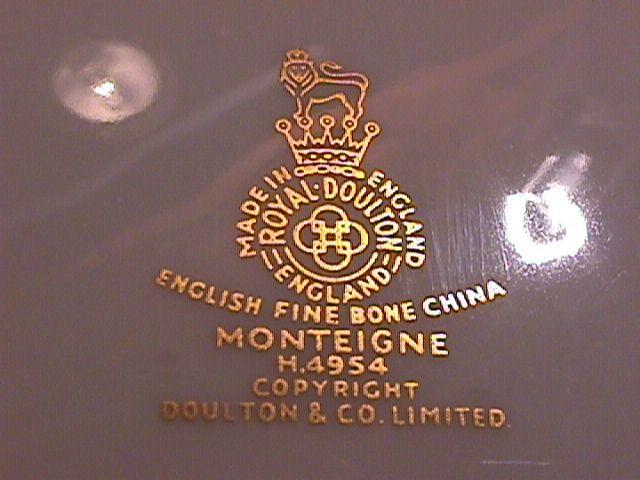 MADE IN ENGLAND
ROYAL·DOULTON
ENGLAND
ENGLISH FINE BONE CHINA
MONTEIGNE
H.4954
COPYRIGHT
DOULTON & CO. LIMITED.